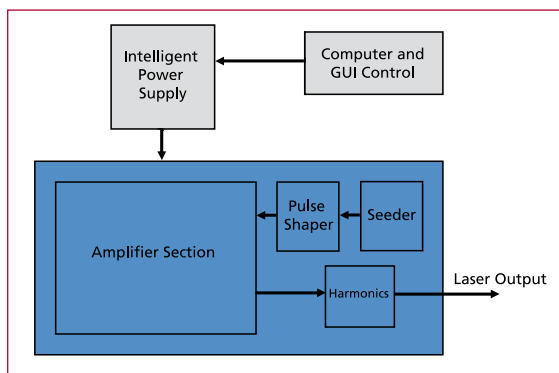 Intelligent
Power
Supply
Computer and
GUI Control
Amplifier Section
Pulse
Shaper
Seeder
Harmonics
Laser Output